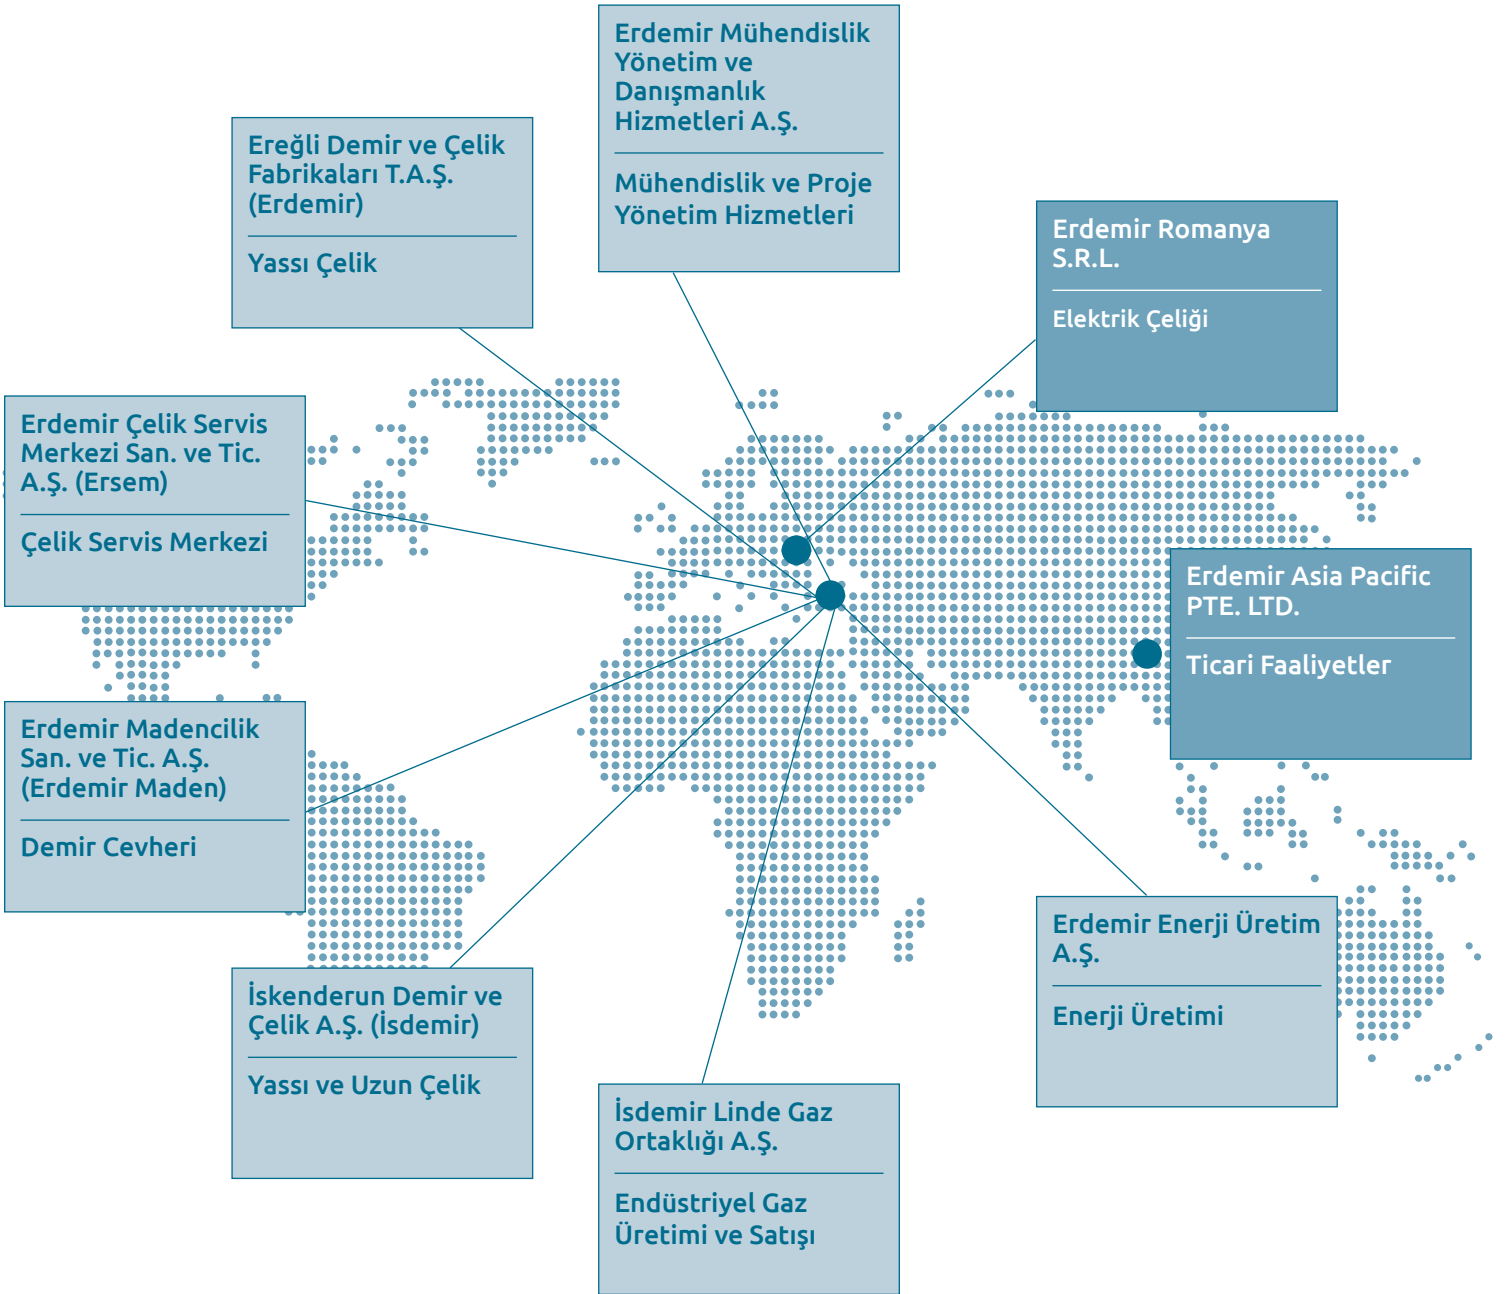 Erdemir Mühendislik
Yönetim ve
Danışmanlık
Hizmetleri A.Ş.
Mühendislik ve Proje
Yönetim Hizmetleri
Ereğli Demir ve Çelik
Fabrikaları T.A.Ş.
(Erdemir)
Yassı Çelik
Erdemir Romanya
S.R.L.
Elektrik Çeliği
Erdemir Çelik Servis
Merkezi San. ve Tic.
A.Ş. (Ersem)
Çelik Servis Merkezi
Erdemir Asia Pacific
PTE. LTD.
Ticari Faaliyetler
Erdemir Madencilik
San. ve Tic. A.Ş.
(Erdemir Maden)
Demir Cevheri
Erdemir Enerji Üretim
A.Ş.
Enerji Üretimi
İskenderun Demir ve
Çelik A.Ş. (İsdemir)
Yassı ve Uzun Çelik
İsdemir Linde Gaz
Ortaklığı A.Ş.
Endüstriyel Gaz
Üretimi ve Satışı